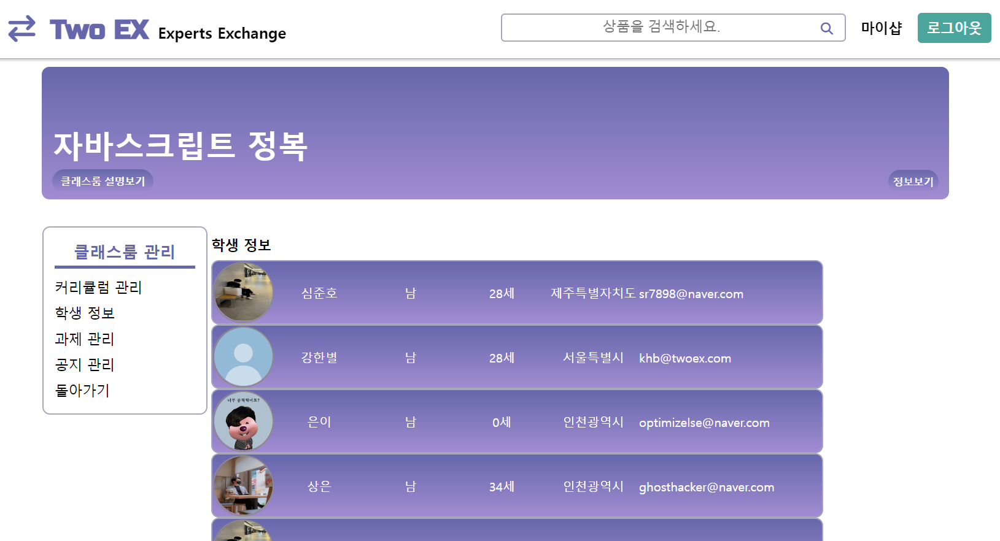 Two EX Experts Exchange
상품을 검색하세요.
마이샵
로그아웃
자바스크립트 정복
클래스룸 설명보기
정보보기
클래스룸 관리
커리큘럼 관리
학생 정보
과제 관리
공지 관리
돌아가기
학생 정보
심준호 남 28세 제주특별자치도 sr7898@naver.com
강한별 남 28세 서울특별시 khb@twoex.com
너무 공격적이죠?
은이 남 0세 인천광역시 optimizelse@naver.com
상은 남 34세 인천광역시 ghosthacker@naver.com